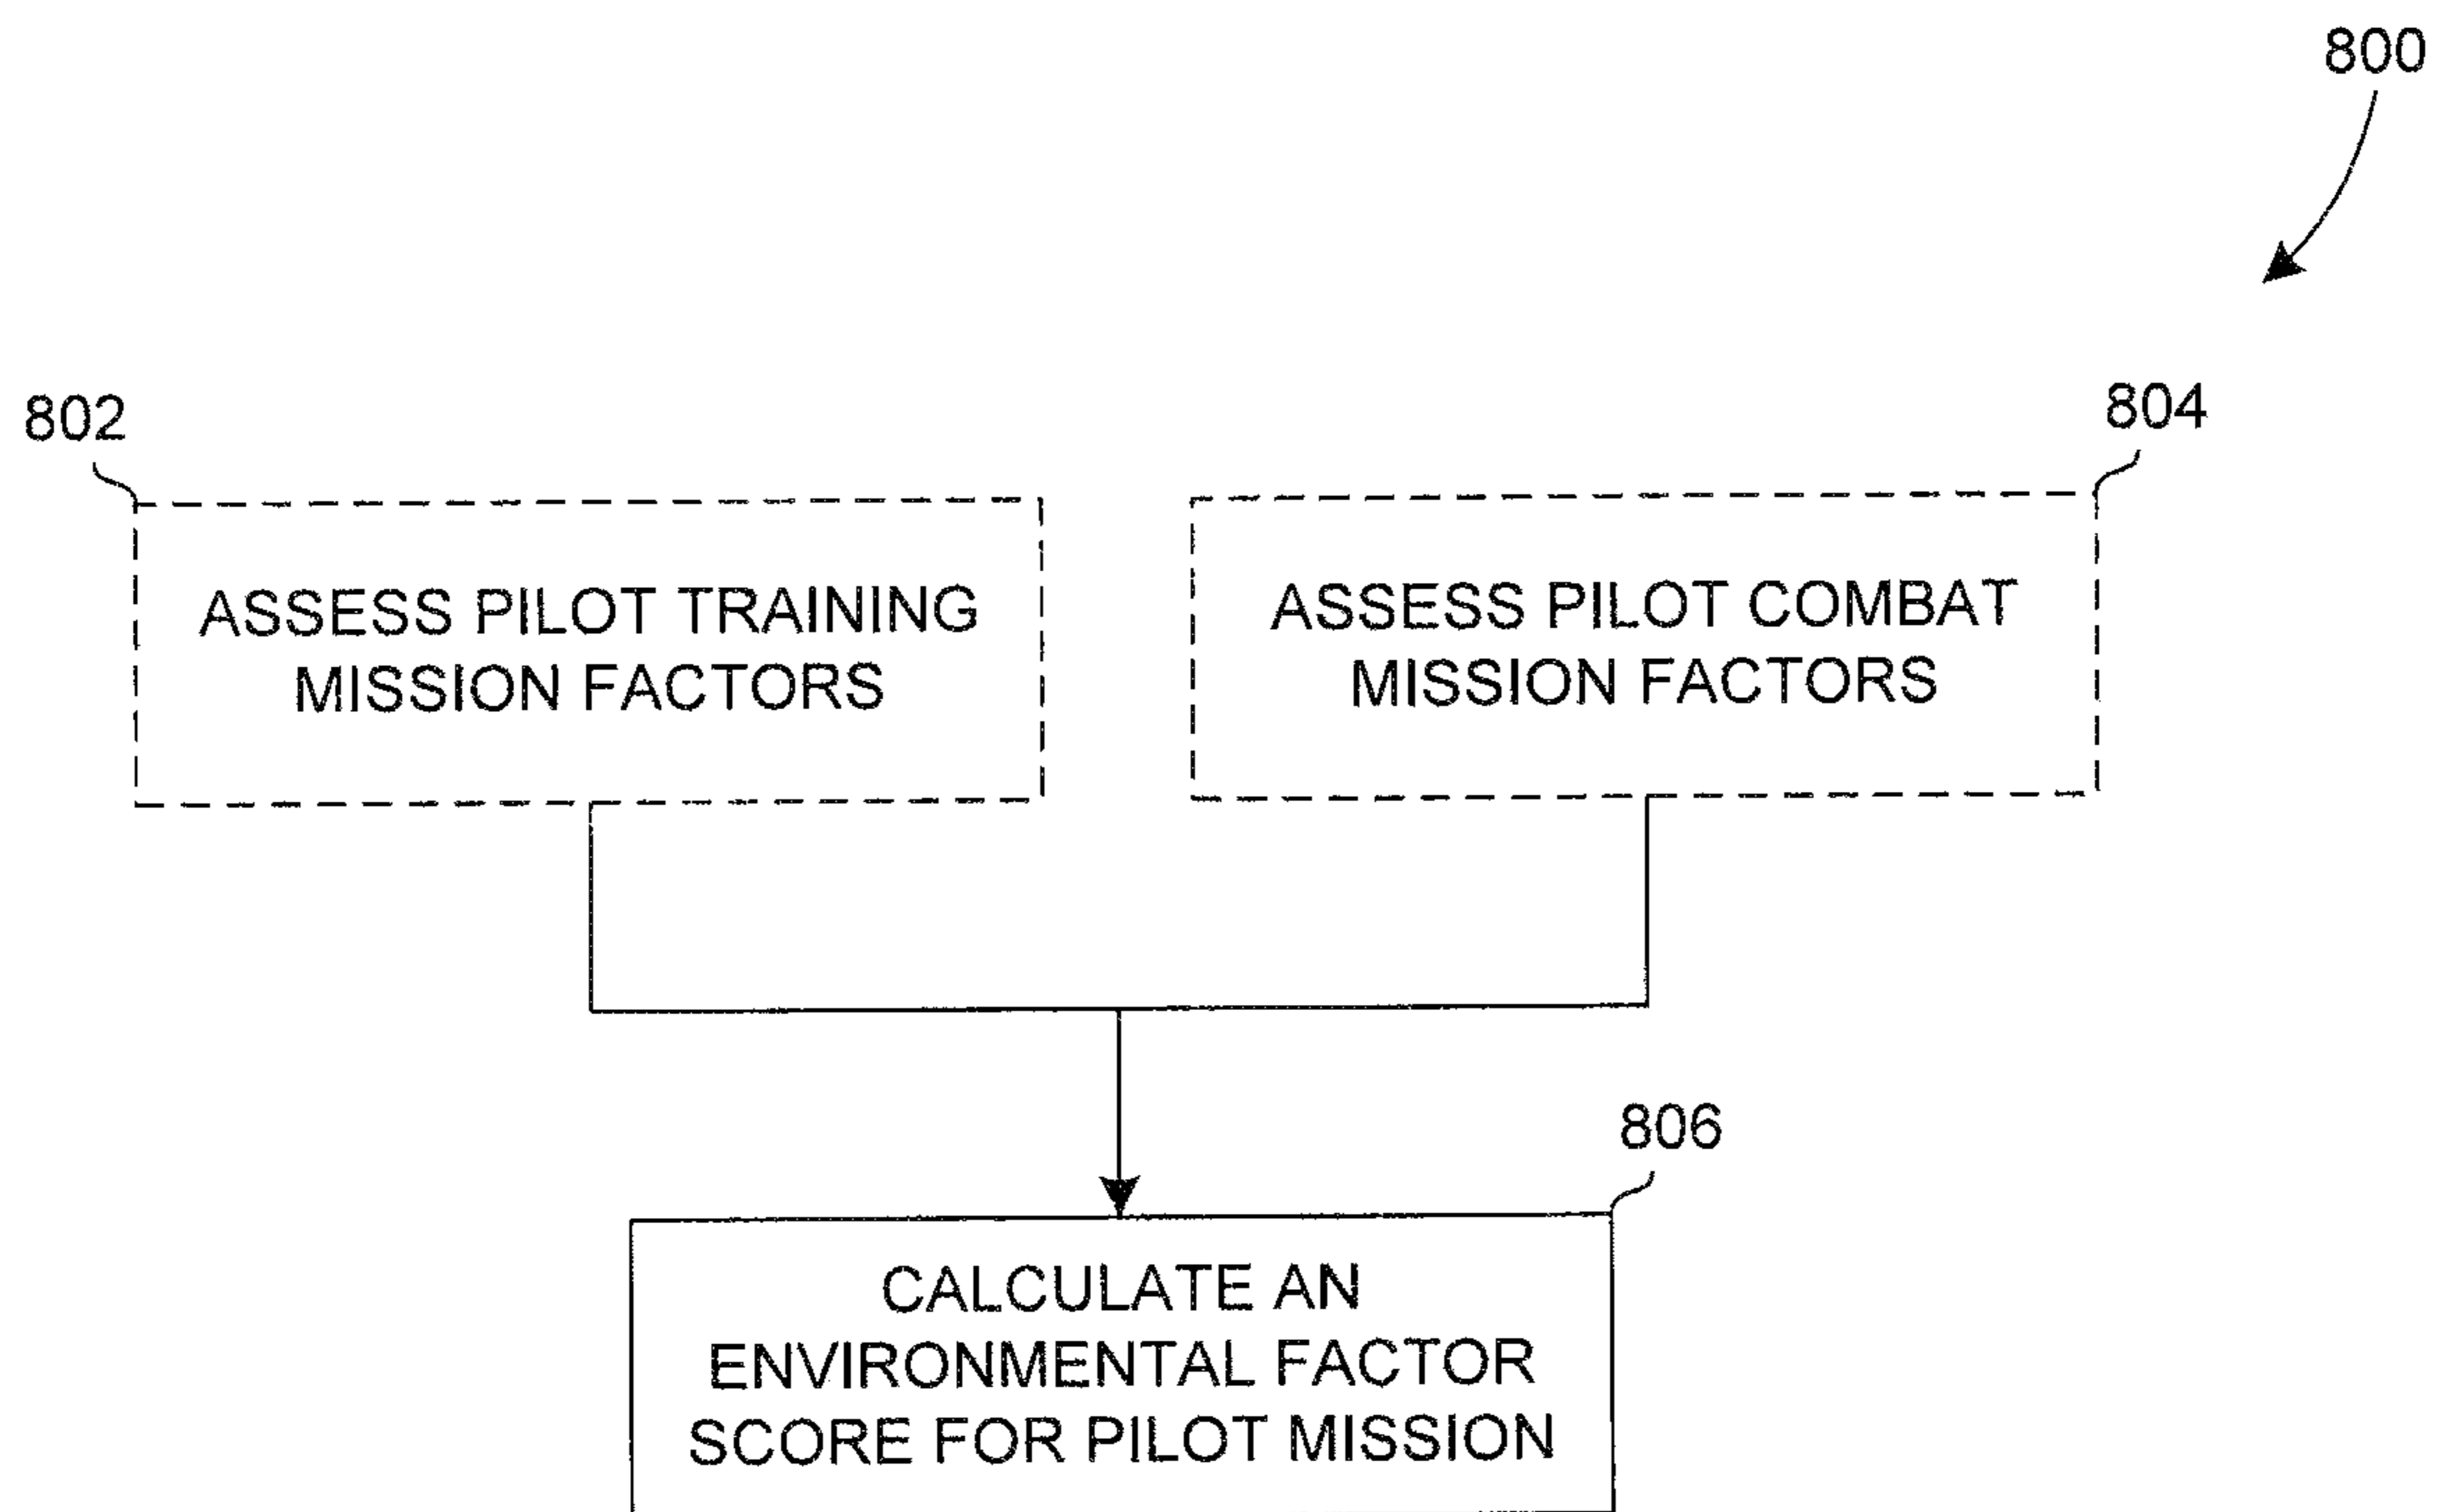 800
802
804
ASSESS PILOT TRAINING
MISSION FACTORS
ASSESS PILOT COMBAT
MISSION FACTORS
806
CALCULATE AN
ENVIRONMENTAL FACTOR
SCORE FOR PILOT MISSION